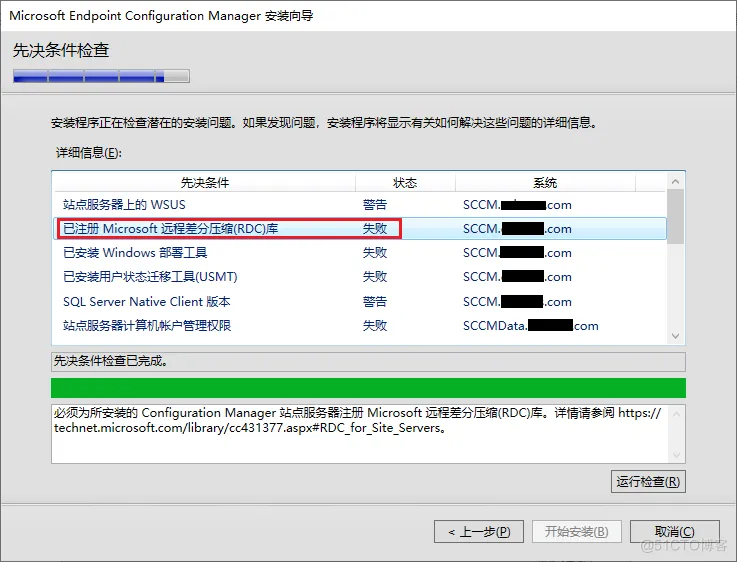 Microsoft Endpoint Configuration Manager 安装向导
先决条件检查
安装程序正在检查潜在的安装问题。如果发现问题，安装程序将显示有关如何解决这些问题的详细信息。
详细信息(E):
先决条件 状态 系统
站点服务器上的 WSUS 警告 SCCM. .com
已注册 Microsoft 远程差分压缩(RDC)库 失败 SCCM. .com
已安装 Windows 部署工具 失败 SCCM. .com
已安装用户状态迁移工具(USMT) 失败 SCCM. .com
SQL Server Native Client 版本 警告 SCCM. .com
站点服务器计算机帐户管理权限 失败 SCCMData. .com
先决条件检查已完成。
必须为所安装的 Configuration Manager 站点服务器注册 Microsoft 远程差分压缩(RDC)库。详情请参阅 https://
technet.microsoft.com/library/cc431377.aspx#RDC_for_Site_Servers。
运行检查(R)
< 上一步(P) 开始安装(B) 取消(C)
@51CTO博客